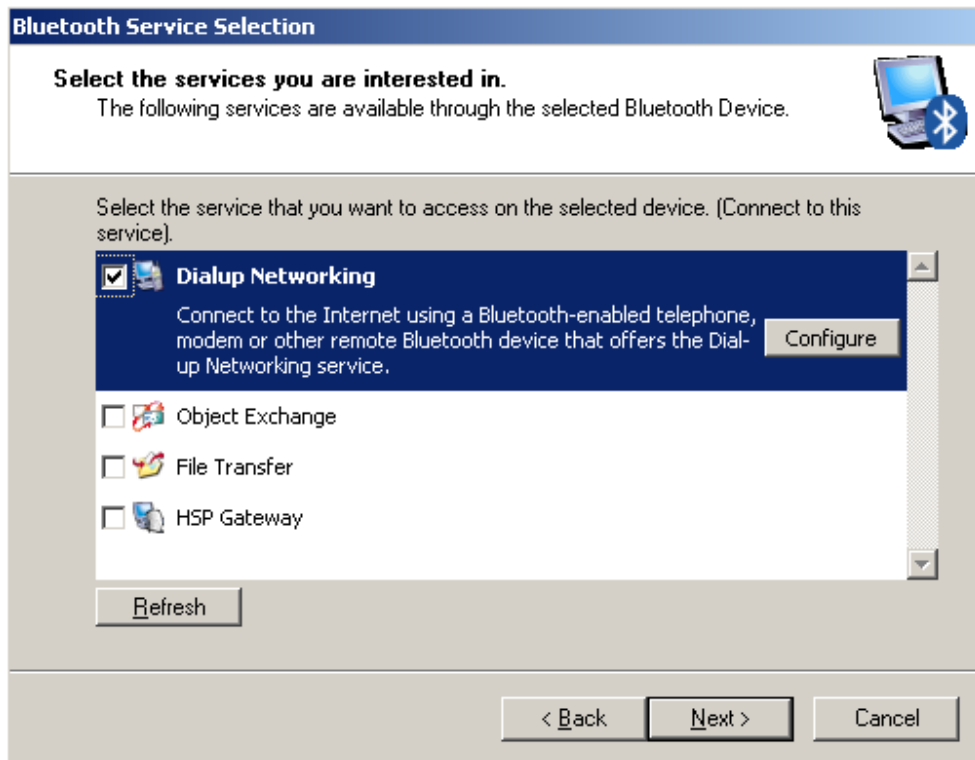 Bluetooth Service Selection
Select the services you are interested in.
The following services are available through the selected Bluetooth Device.
Select the service that you want to access on the selected device. (Connect to this
service).
Dialup Networking
Connect to the Internet using a Bluetooth-enabled telephone,
modem or other remote Bluetooth device that offers the Dial-
up Networking service.
Configure
Object Exchange
File Transfer
HSP Gateway
Refresh
< Back
Next >
Cancel